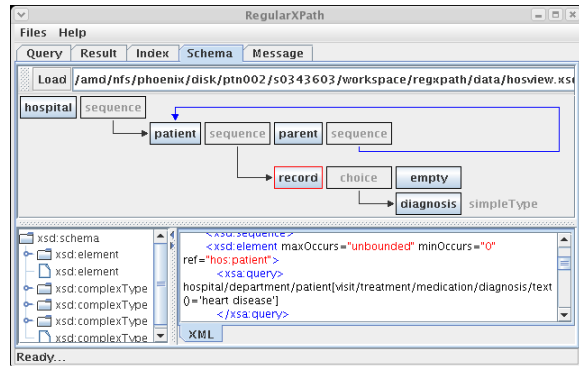 RegularXPath
Files Help
Query Result Index Schema Message
Load /amd/nfs/phoenix/disk/ptn002/s0343603/workspace/regxpath/data/hosview.xs
hospital sequence
patient sequence parent sequence
record choice empty
diagnosis simpleType
xsd:schema
xsd:element
xsd:element
xsd:complexType
xsd:complexType
xsd:complexType
<xsd:sequence>
<xsd:element maxOccurs="unbounded" minOccurs="0"
ref="hos:patient">
<xsa:query>
hospital/department/patient[visit/treatment/medication/diagnosis/text
()='heart disease']
</xsa:query>
XML
Ready...